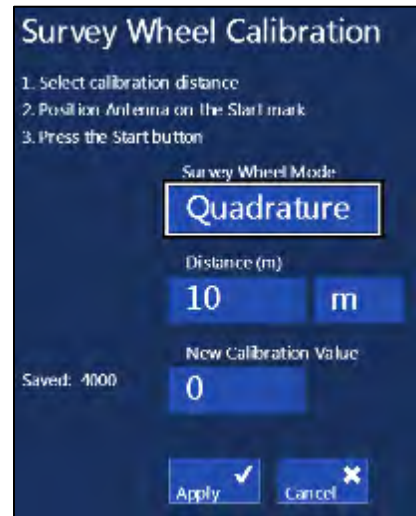 Survey Wheel Calibration
1. Select calibration distance
2. Position Antenna on the Start mark
3. Press the Start button
Survey Wheel Mode
Quadrature
Distance (m)
10 m
New Calibration Value
Saved: 4000 0
Apply Cancel